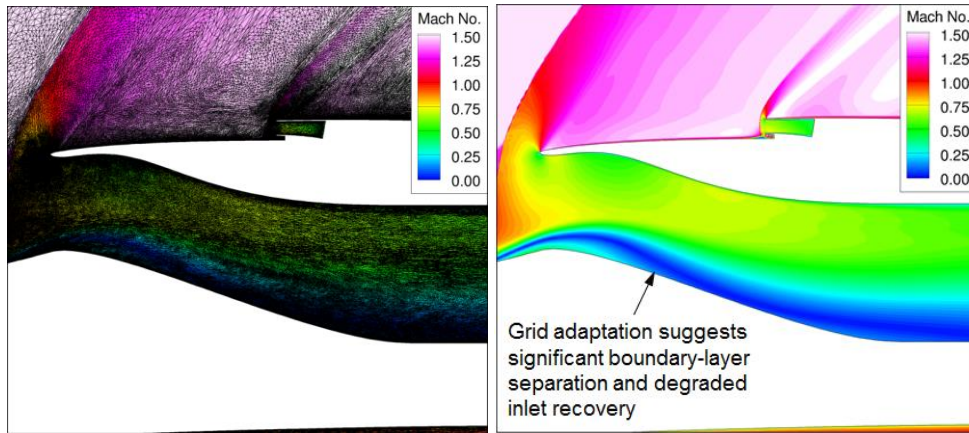 Mach No.
1.50
1.25
1.00
0.75
0.50
0.25
0.00
Mach No.
1.50
1.25
1.00
0.75
0.50
0.25
0.00
Grid adaptation suggests
significant boundary-layer
separation and degraded
inlet recovery